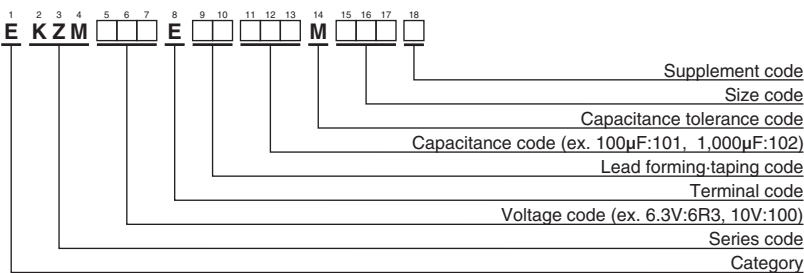 1 2 3 4 5 6 7 8 9 10 11 12 13 14 15 16 17 18
E K Z M □ □ □ E □ □ □ □ □ M □ □ □ □
Supplement code
Size code
Capacitance tolerance code
Capacitance code (ex. 100µF:101, 1,000µF:102)
Lead forming·taping code
Terminal code
Voltage code (ex. 6.3V:6R3, 10V:100)
Series code
Category